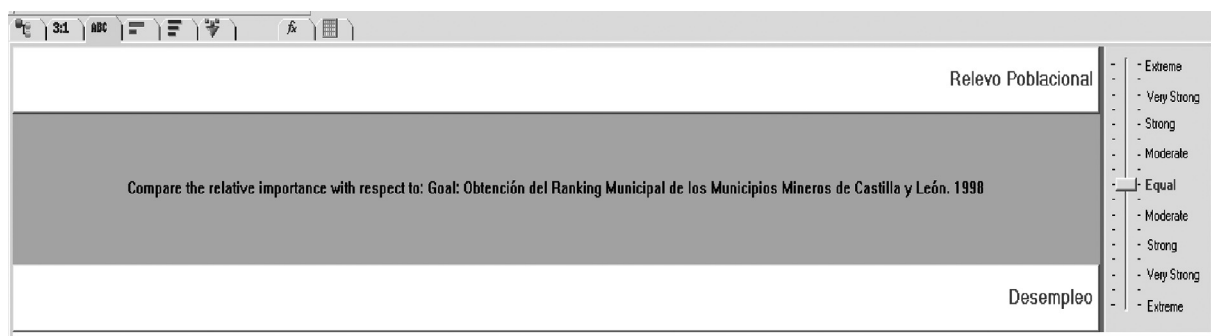 3:1 ABC fx
Relevo Poblacional
Compare the relative importance with respect to: Goal: Obtención del Ranking Municipal de los Municipios Mineros de Castilla y León. 1998
Desempleo
Extreme
Very Strong
Strong
Moderate
Equal
Moderate
Strong
Very Strong
Extreme